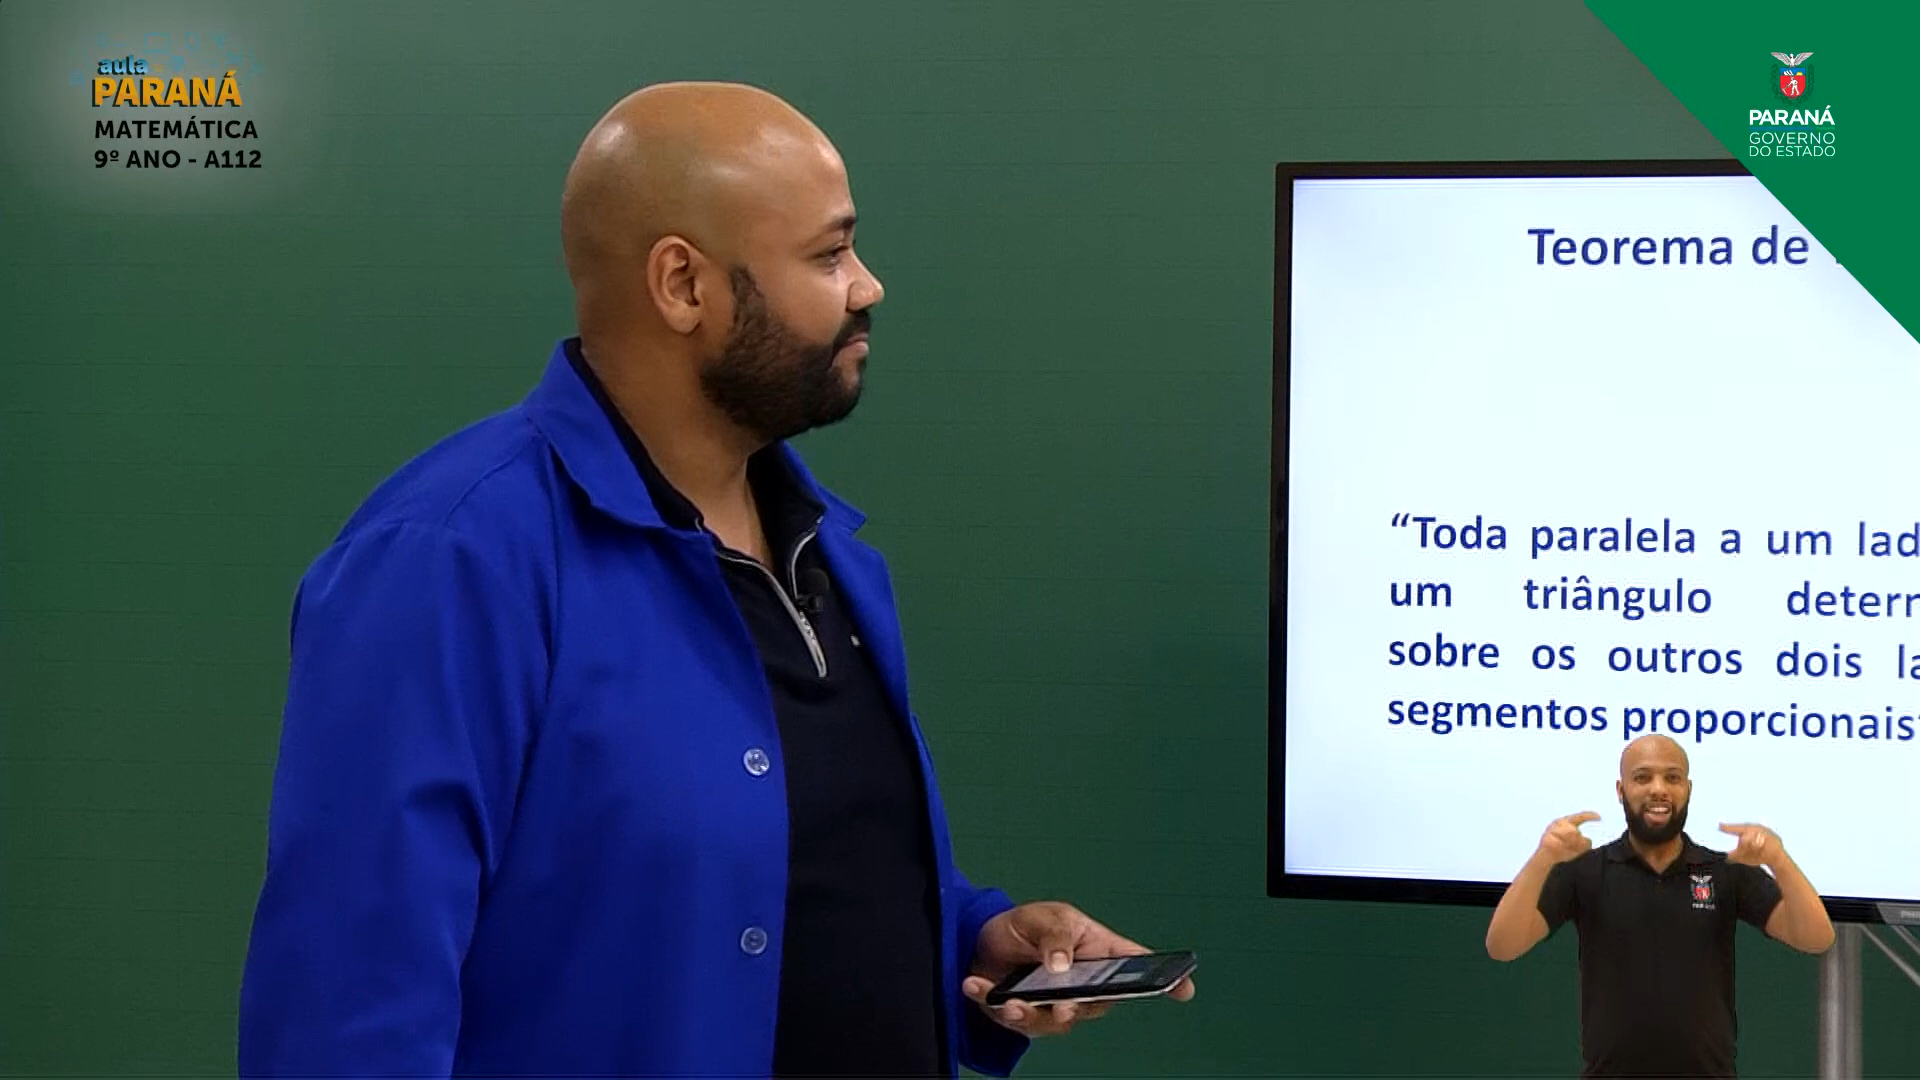 aula
PARANÁ
MATEMÁTICA
9º ANO - A112
PARANÁ
GOVERNO
DO ESTADO
Teorema de
“Toda paralela a um lad
um triângulo deterr
sobre os outros dois la
segmentos proporcionais